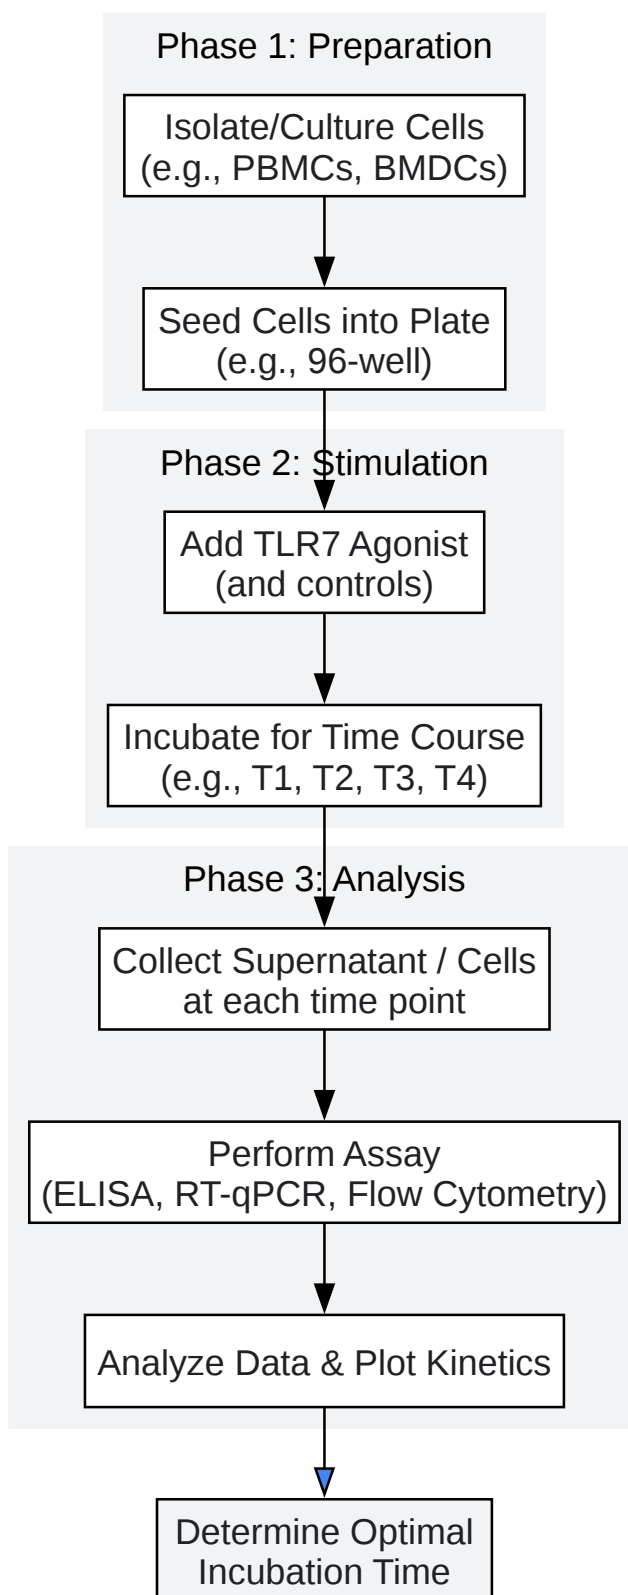 Phase 1: Preparation
Isolate/Culture Cells
(e.g., PBMCs, BMDCs)
Seed Cells into Plate
(e.g., 96-well)
Phase 2: Stimulation
Add TLR7 Agonist
(and controls)
Incubate for Time Course
(e.g., T1, T2, T3, T4)
Phase 3: Analysis
Collect Supernatant / Cells
at each time point
Perform Assay
(ELISA, RT-qPCR, Flow Cytometry)
Analyze Data & Plot Kinetics
Determine Optimal
Incubation Time